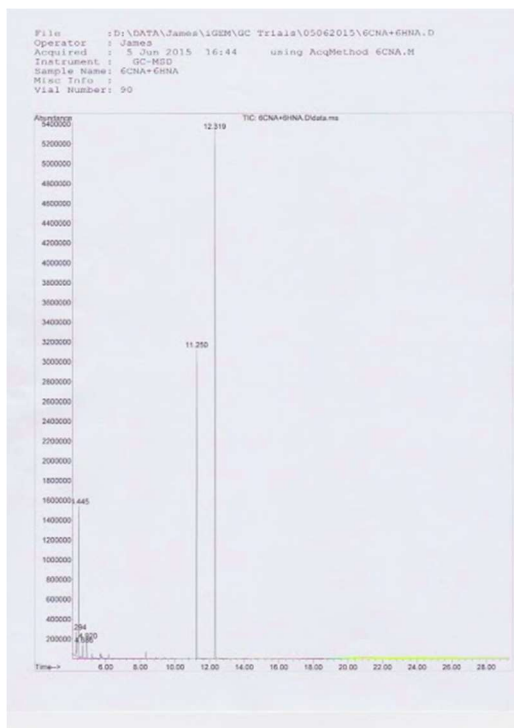 File :D:\DATA\James\iGEM\GC Trials\05062015\6CNA+6HNA.D
Operator : James
Acquired : 5 Jun 2015 16:44 using AcqMethod 6CNA.M
Instrument : GC-MSD
Sample Name: 6CNA+6HNA
Misc Info :
Vial Number: 90
Abundance
TIC: 6CNA+6HNA.D\data.ms
5400000
12.319
5200000
5000000
4800000
4600000
4400000
4200000
4000000
3800000
3600000
3400000
3200000
11.250
3000000
2800000
2600000
2400000
2200000
2000000
1800000
1600000
.445
1400000
1200000
1000000
800000
600000
400000
294
4.920
200000
Time-->
6.00 8.00 10.00 12.00 14.00 16.00 18.00 20.00 22.00 24.00 26.00 28.00